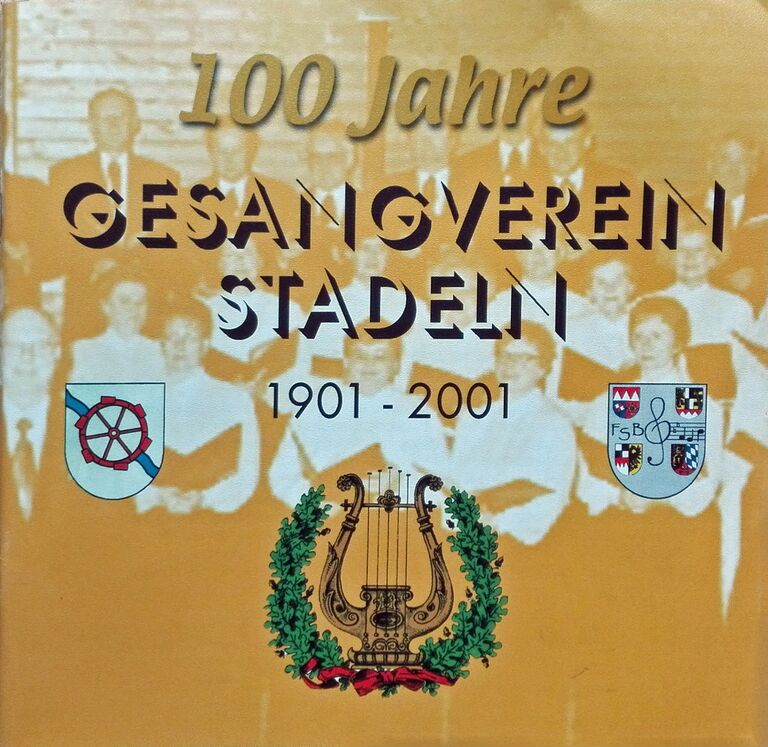 100 Jahre
GESANGVEREIN
STADELN
1901 - 2001
FSB